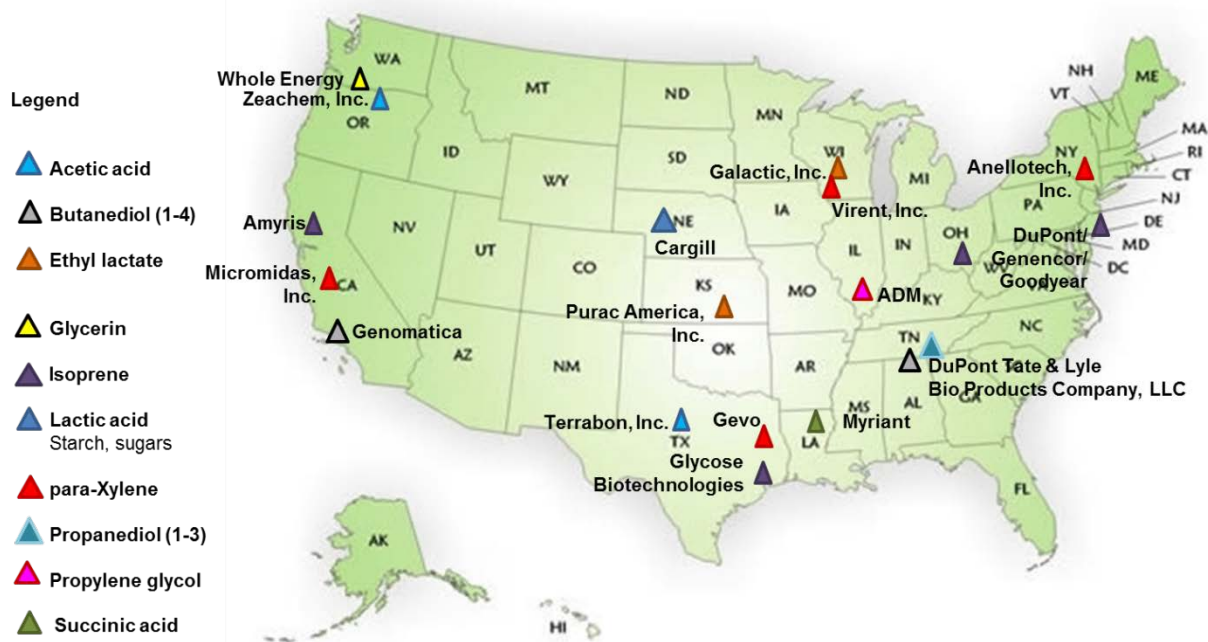 Legend
Acetic acid
Butanediol (1-4)
Ethyl lactate
Glycerin
Isoprene
Lactic acid
Starch, sugars
para-Xylene
Propanediol (1-3)
Propylene glycol
Succinic acid
WA
Whole Energy
Zeachem, Inc.
OR
MT
ID
ND
MN
SD
WY
WI
Galactic, Inc.
Virent, Inc.
MI
NH
VT
ME
MA
NY
RI
CT
Anellotech,
Inc.
NJ
PA
DE
MD
DC
DuPont/
Genencor/
Goodyear
Amyris
NV
UT
NE
Cargill
IA
IL
IN
OH
WV
Micromidas,
Inc.
CA
CO
KS
MO
ADM
KY
Purac America,
Inc.
Genomatica
AZ
NM
OK
AR
TN
NC
DuPont Tate & Lyle
Bio Products Company, LLC
MS
AL
GA
Terrabon, Inc.
TX
Gevo
Myriant
LA
Glycose
Biotechnologies
FL
AK
HI